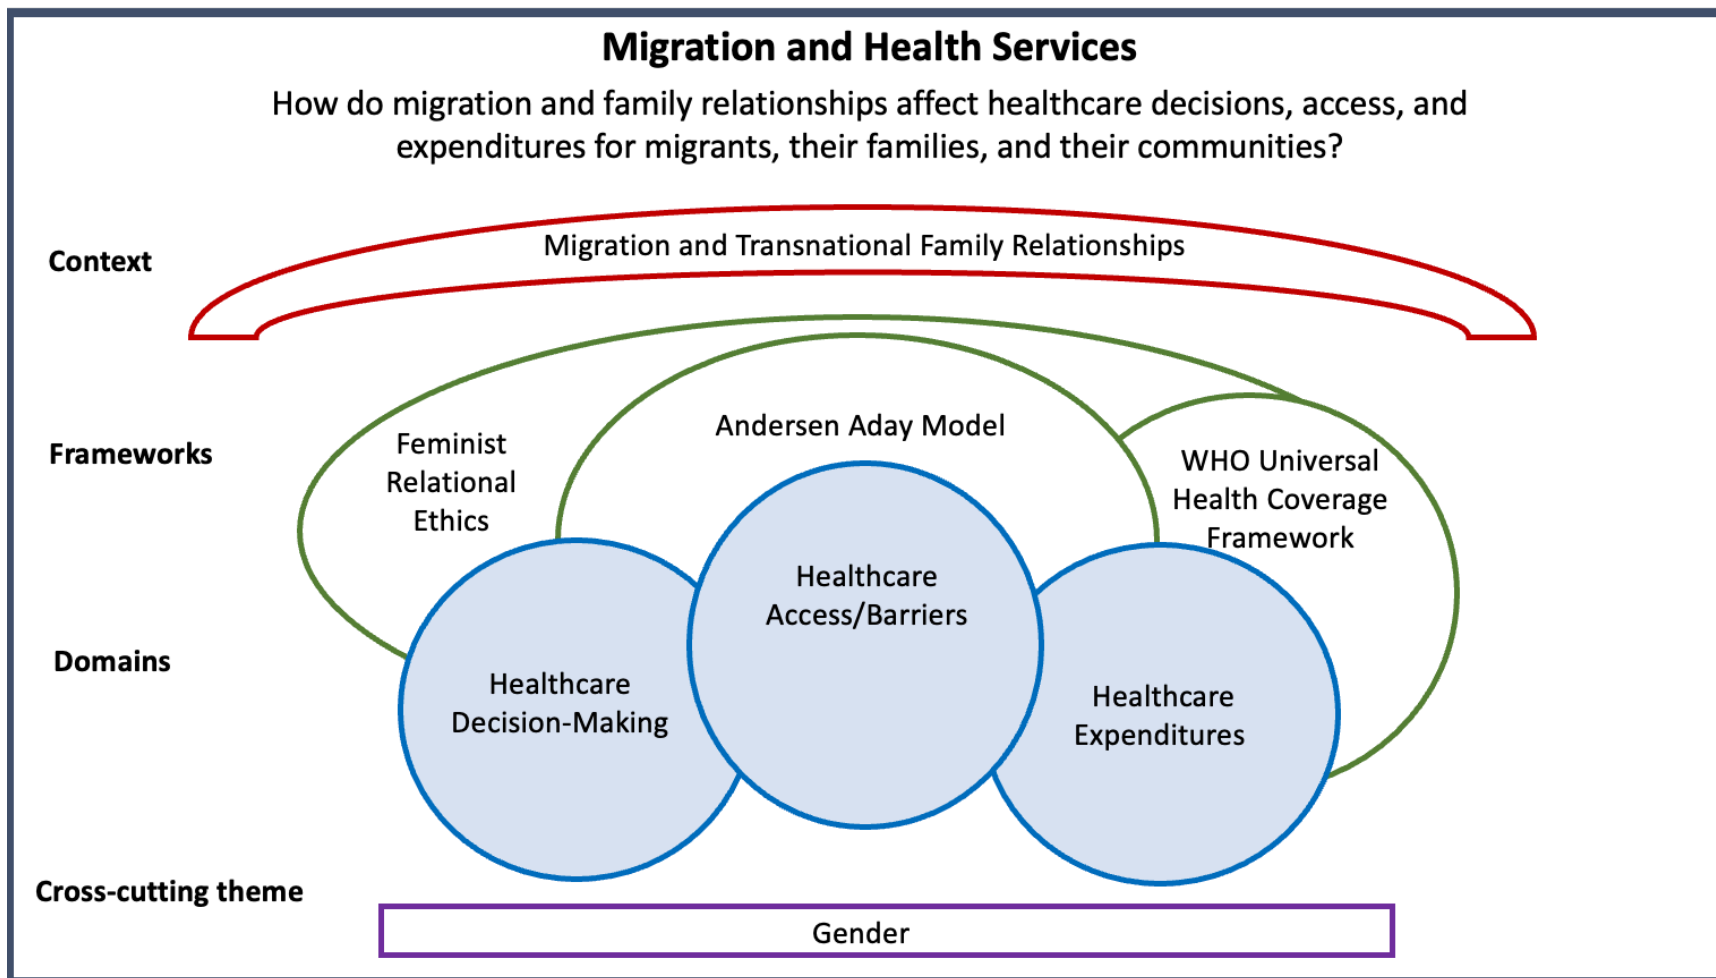 Migration and Health Services
How do migration and family relationships affect healthcare decisions, access, and
expenditures for migrants, their families, and their communities?
Context
Migration and Transnational Family Relationships
Frameworks
Feminist
Relational
Ethics
Andersen Aday Model
WHO Universal
Health Coverage
Framework
Domains
Healthcare
Decision-Making
Healthcare
Access/Barriers
Healthcare
Expenditures
Cross-cutting theme
Gender